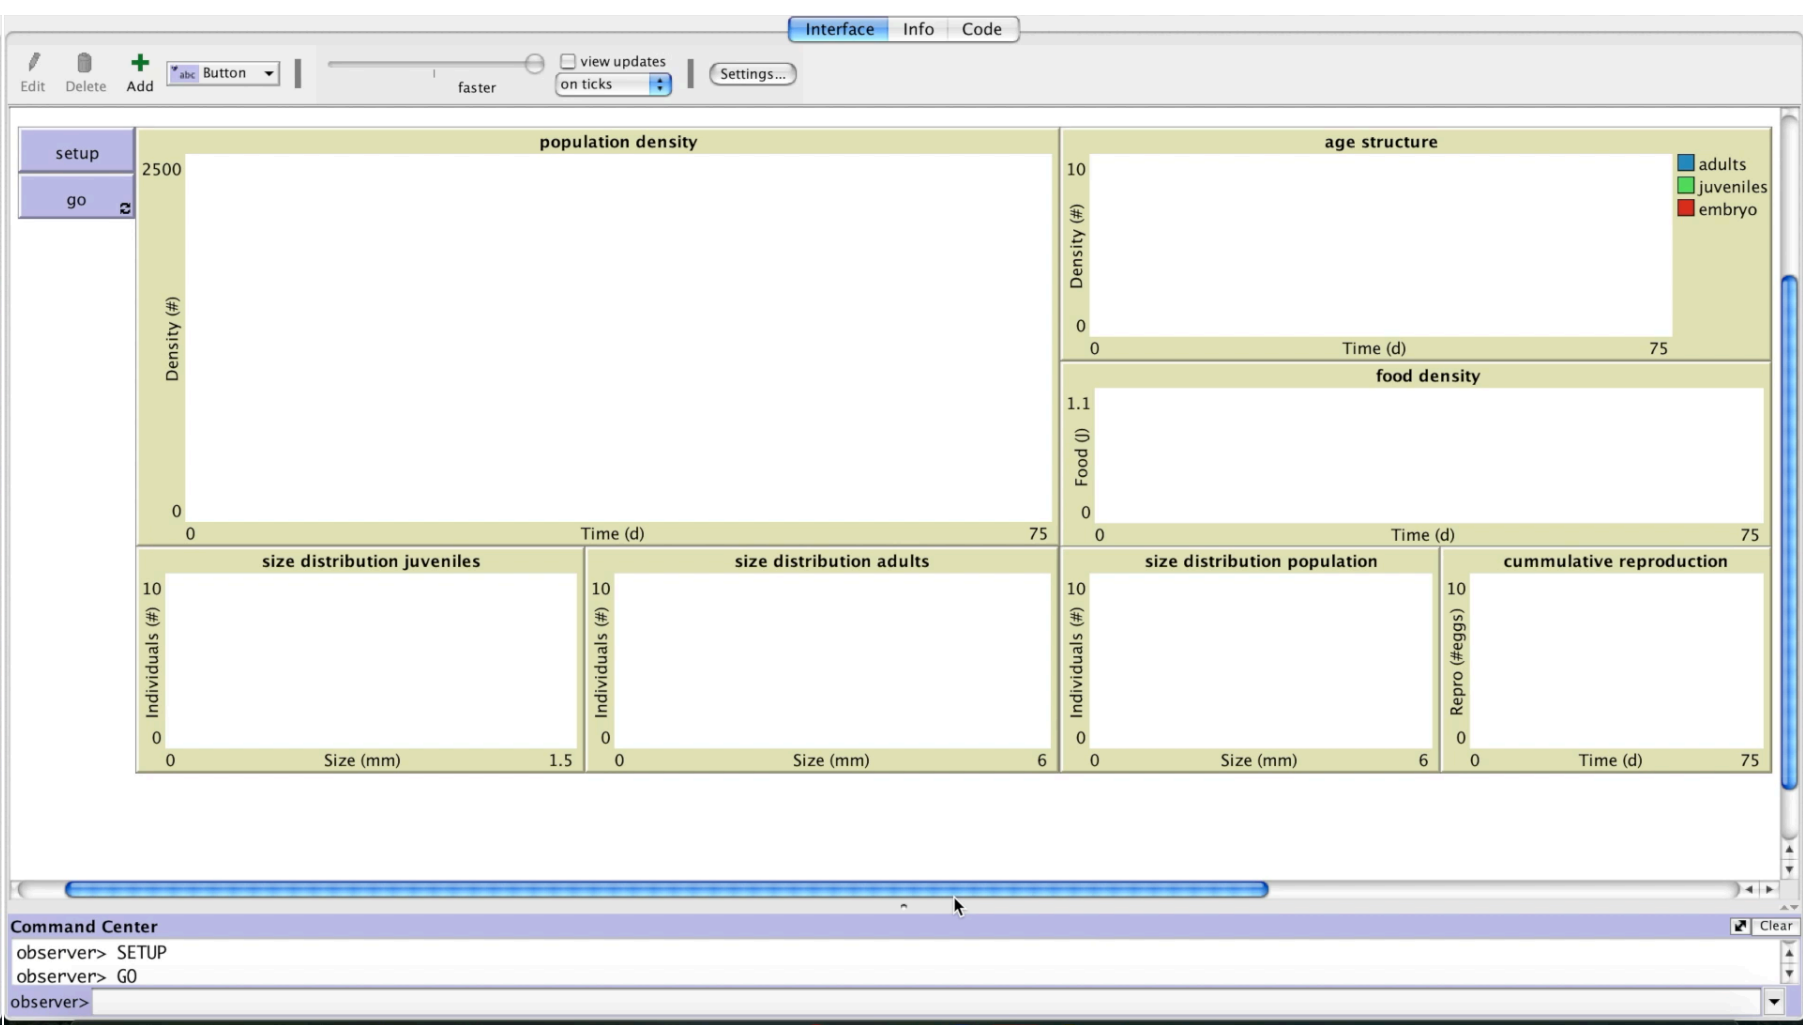 Interface Info Code
Edit Delete Add abc Button faster view updates on ticks Settings...
setup
go
population density
2500
Density (#)
0
0 Time (d) 75
age structure
10
Density (#)
0
0 Time (d) 75
adults
juveniles
embryo
food density
1.1
Food (J)
0
0 Time (d) 75
size distribution juveniles
10
Individuals (#)
0
0 Size (mm) 1.5
size distribution adults
10
Individuals (#)
0
0 Size (mm) 6
size distribution population
10
Individuals (#)
0
0 Size (mm) 6
cummulative reproduction
10
Repro (#eggs)
0
0 Time (d) 75
Command Center Clear
observer> SETUP
observer> GO
observer>